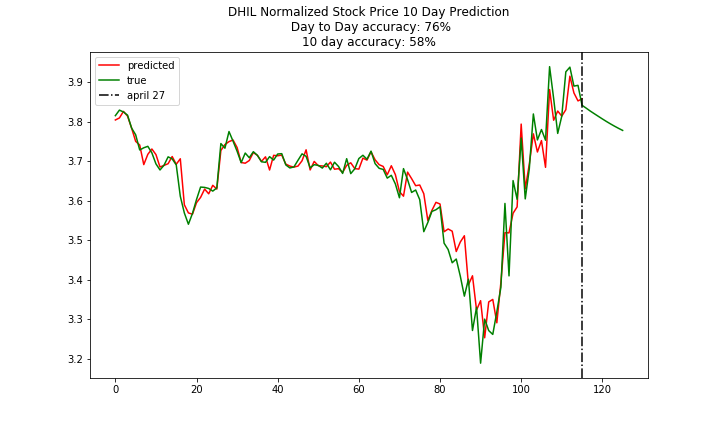 DHIL Normalized Stock Price 10 Day Prediction
Day to Day accuracy: 76%
10 day accuracy: 58%
predicted
true
april 27
3.9
3.8
3.7
3.6
3.5
3.4
3.3
3.2
0 20 40 60 80 100 120